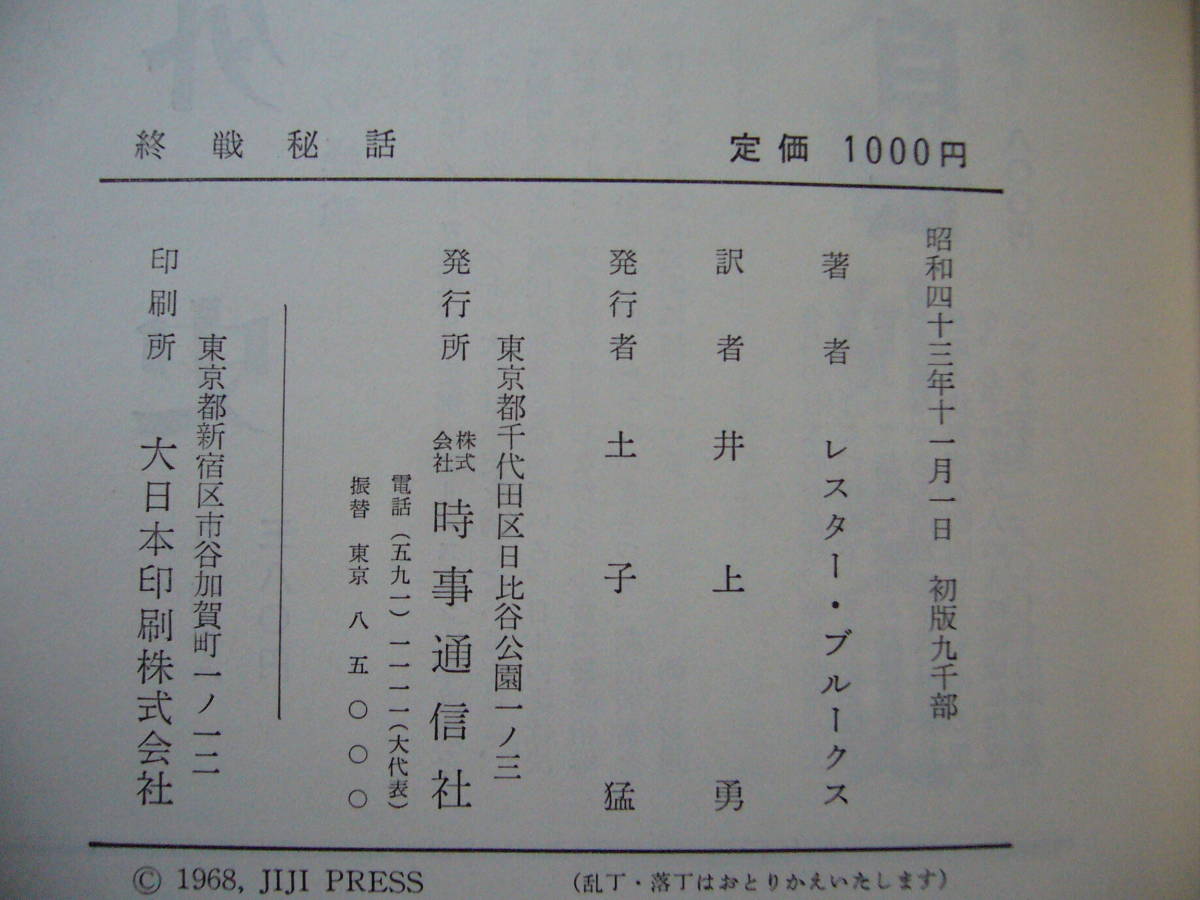 終戦秘話
定価 1000円
昭和四十三年十一月一日 初版九千部
著者 レスター・ブルークス
訳者 井上勇
発行者 土子猛
東京都千代田区日比谷公園一ノ三
発行所 株式会社 時事通信社
電話(五九一)一一一一(大代表)
振替 東京 八五〇〇〇
東京都新宿区市谷加賀町一ノ一二
印刷所 大日本印刷株式会社
© 1968, JIJI PRESS
(乱丁・落丁はおとりかえいたします)